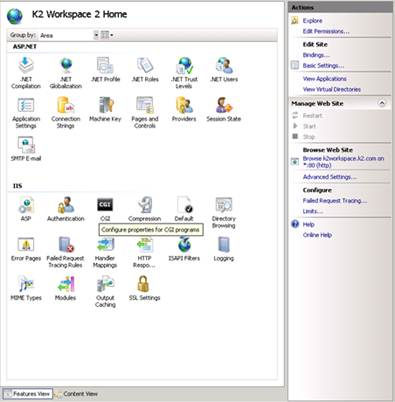 K2 Workspace 2 Home
Group by: Area
ASP.NET
.NET Compilation
.NET Globalization
.NET Profile
.NET Roles
.NET Trust Levels
.NET Users
Application Settings
Connection Strings
Machine Key
Pages and Controls
Providers
Session State
SMTP E-mail
IIS
ASP
Authentication
CGI
Compression
Default
Directory Browsing
Configure properties for CGI programs
Error Pages
Failed Request Tracing Rules
Handler Mappings
HTTP Respo...
ISAPI Filters
Logging
MIME Types
Modules
Output Caching
SSL Settings
Features View
Content View
Actions
Explore
Edit Permissions...
Edit Site
Bindings...
Basic Settings...
View Applications
View Virtual Directories
Manage Web Site
Restart
Start
Stop
Browse Web Site
Browse k2workspace.k2.com on *:80 (http)
Advanced Settings...
Configure
Failed Request Tracing...
Limits...
Help
Online Help